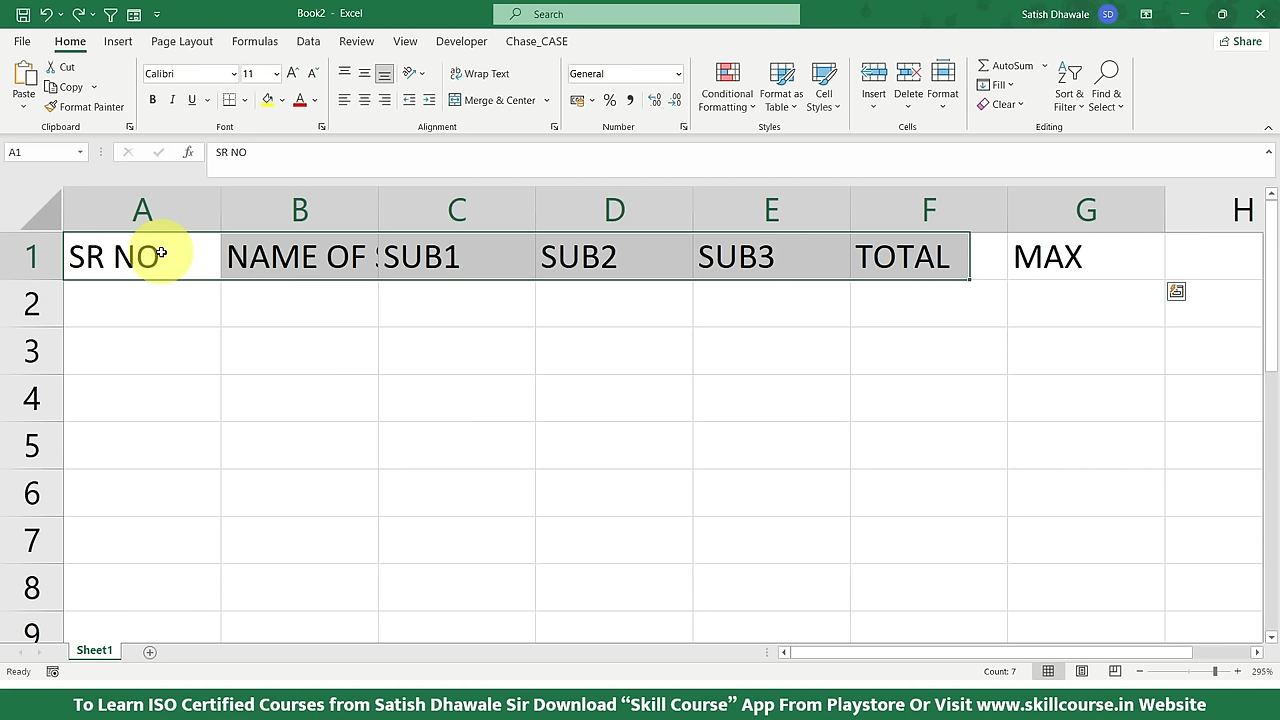 Book2 - Excel
Search
Satish Dhawale SD
File Home Insert Page Layout Formulas Data Review View Developer Chase_CASE Share
Paste
Cut
Copy
Format Painter
Clipboard
Calibri 11
B I U
Font
Wrap Text
Merge & Center
Alignment
General
Number
Conditional Formatting
Format as Table
Cell Styles
Styles
Insert Delete Format
Cells
AutoSum
Fill
Clear
Sort & Filter
Find & Select
Editing
A1 fx SR NO
A B C D E F G H
1 SR NO NAME OF SUB1 SUB2 SUB3 TOTAL MAX
2
3
4
5
6
7
8
9
Sheet1
Ready Count: 7 295%
To Learn ISO Certified Courses from Satish Dhawale Sir Download “Skill Course” App From Playstore Or Visit www.skillcourse.in Website